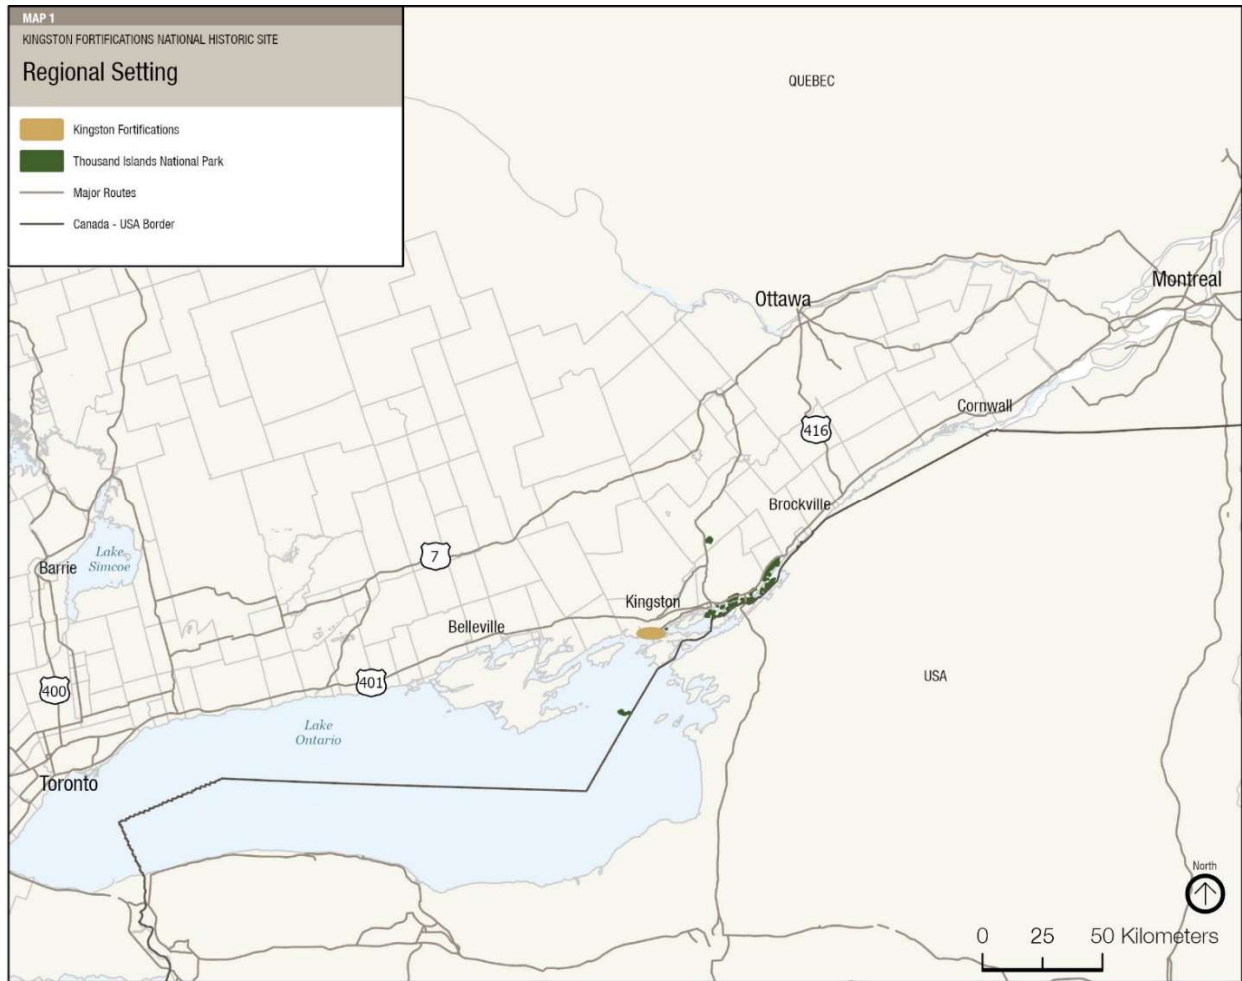 MAP 1
KINGSTON FORTIFICATIONS NATIONAL HISTORIC SITE
Regional Setting
Kingston Fortifications
Thousand Islands National Park
Major Routes
Canada - USA Border
QUEBEC
Ottawa
Montreal
Cornwall
416
Brockville
7
Barrie
Lake
Simcoe
Kingston
Belleville
USA
400
401
Lake
Ontario
Toronto
North
0 25 50 Kilometers